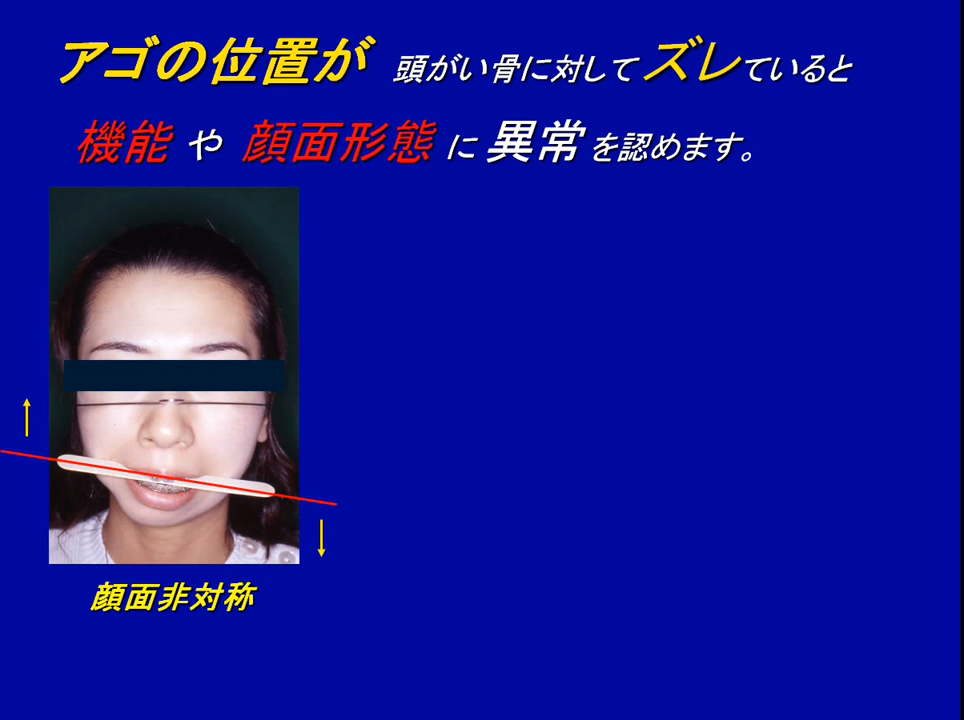 アゴの位置が 頭がい骨に対してズレていると
機能 や 顔面形態 に 異常 を認めます。
顔面非対称